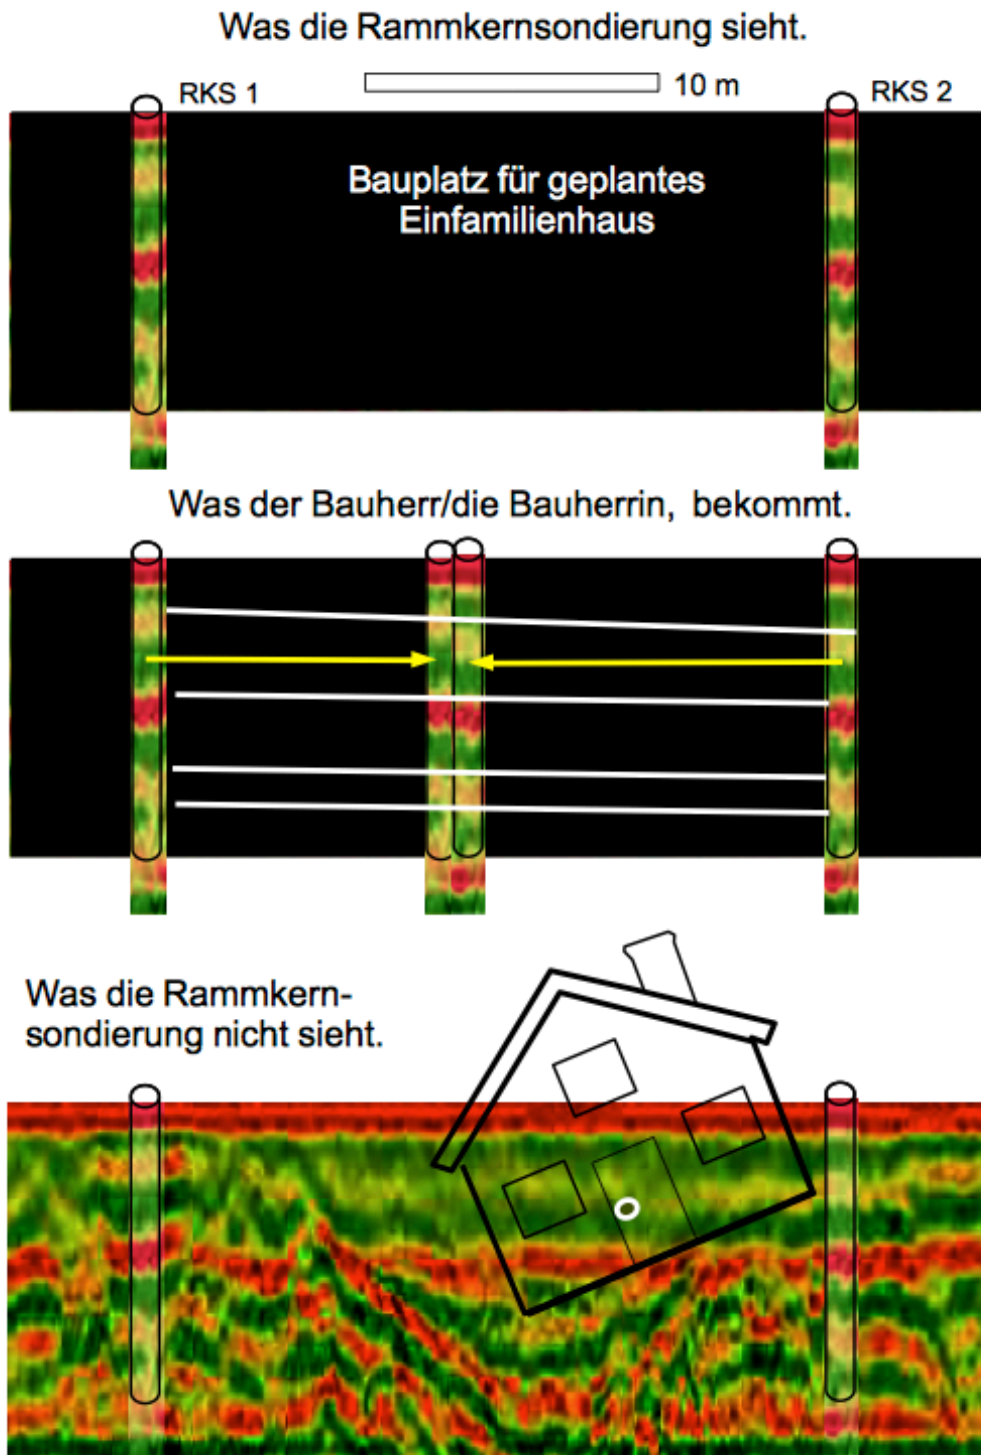 Was die Rammkernsondierung sieht.
RKS 1
10 m
RKS 2
Bauplatz für geplantes
Einfamilienhaus
Was der Bauherr/die Bauherrin, bekommt.
Was die Rammkern-
sondierung nicht sieht.